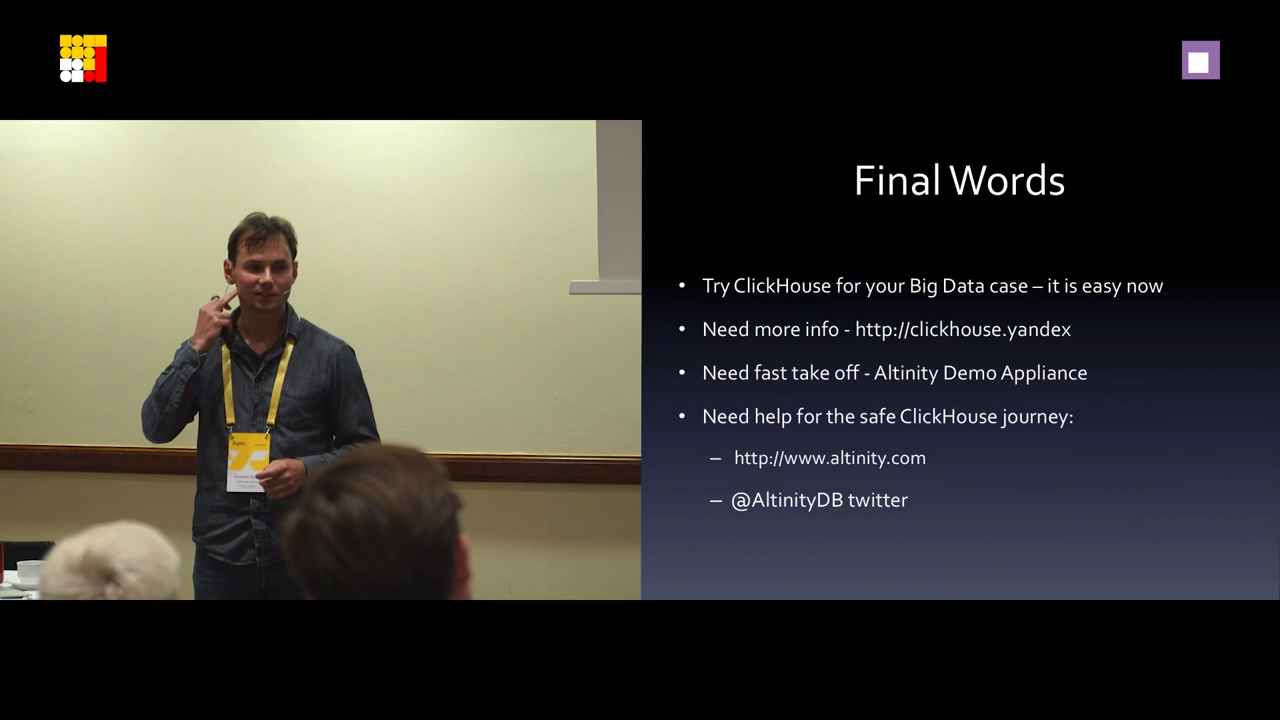 Final Words
• Try ClickHouse for your Big Data case – it is easy now
• Need more info - http://clickhouse.yandex
• Need fast take off - Altinity Demo Appliance
• Need help for the safe ClickHouse journey:
– http://www.altinity.com
– @AltinityDB twitter